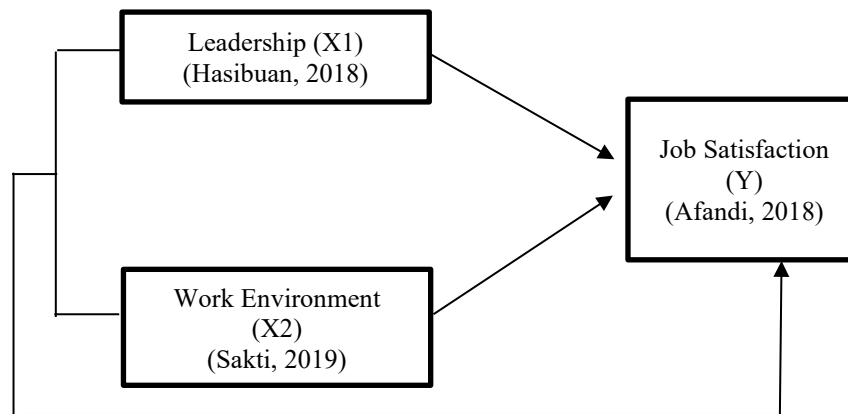 Leadership (X1)
(Hasibuan, 2018)
Job Satisfaction
(Y)
(Afandi, 2018)
Work Environment
(X2)
(Sakti, 2019)